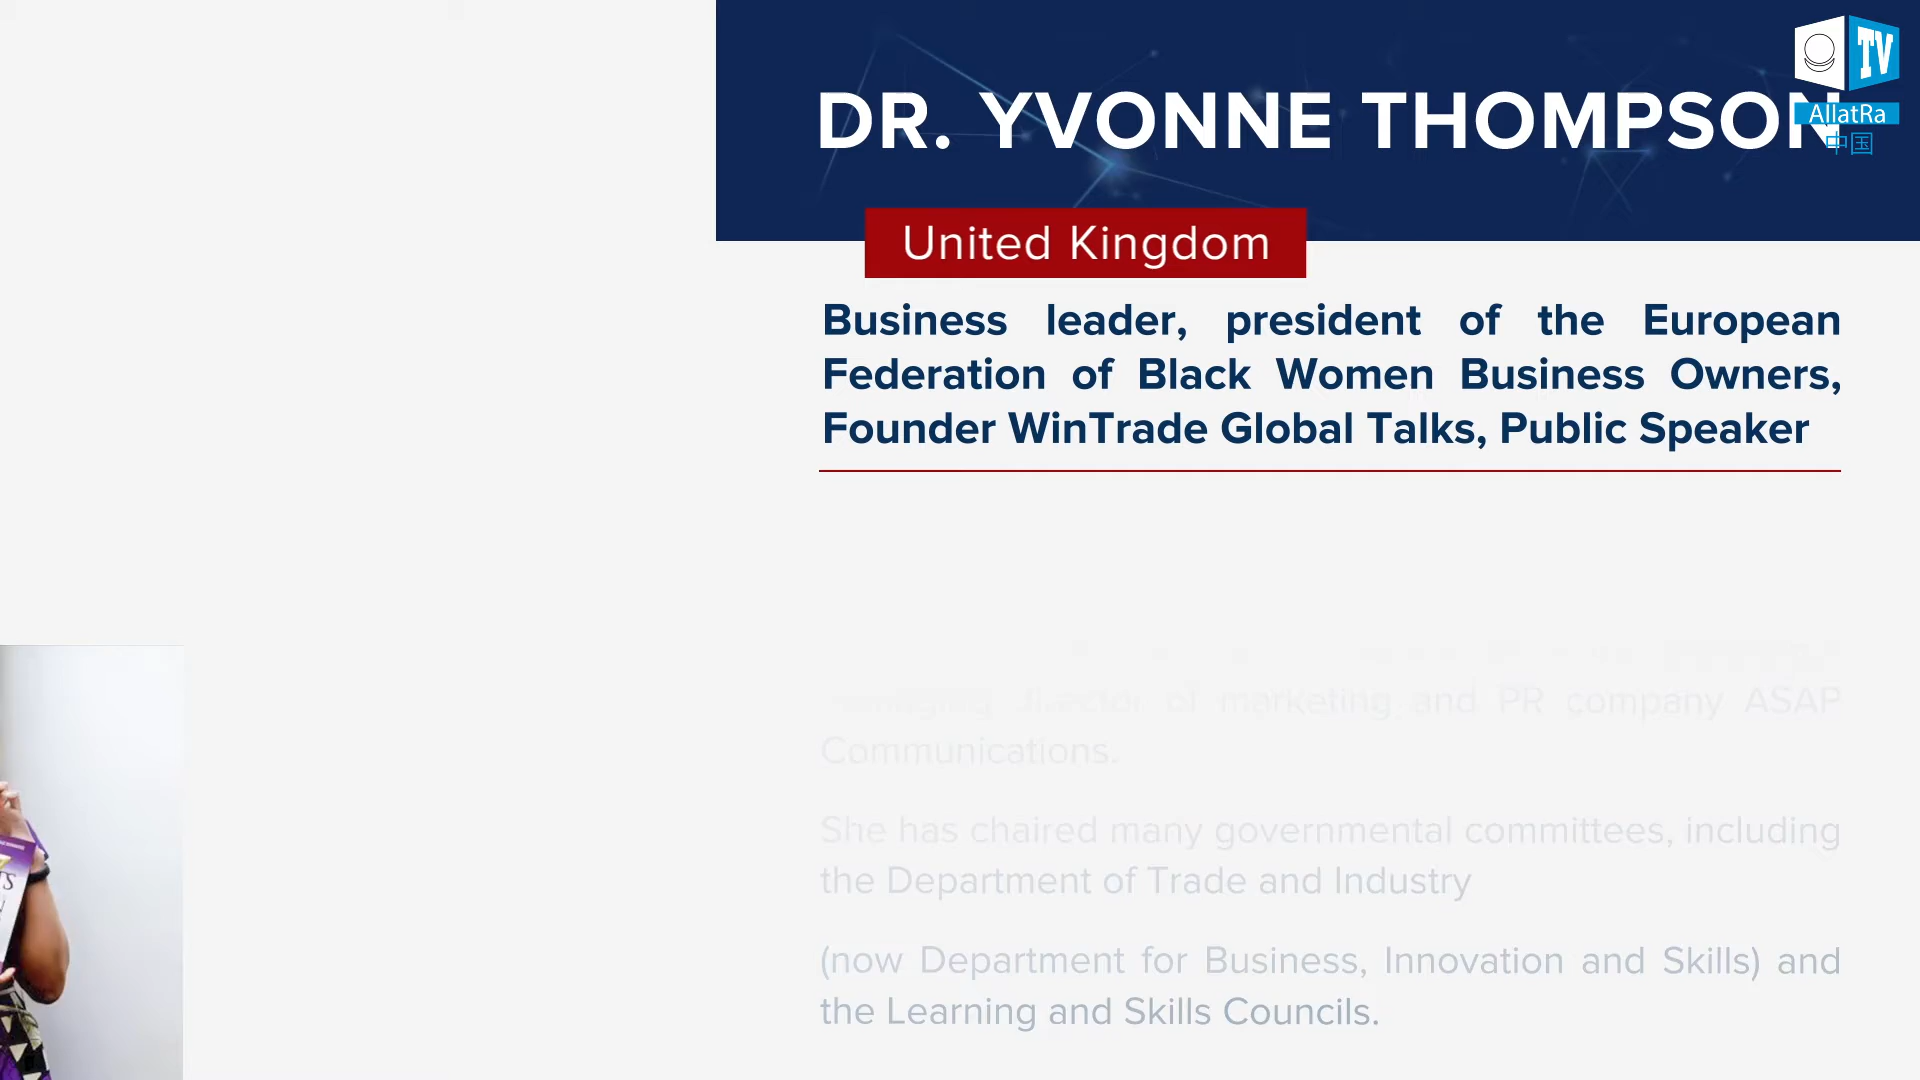 DR. YVONNE THOMPSON
TV
AllatRa
中国
United Kingdom
Business leader, president of the European
Federation of Black Women Business Owners,
Founder WinTrade Global Talks, Public Speaker
managing director of marketing and PR company ASAP
Communications.
She has chaired many governmental committees, including
the Department of Trade and Industry
(now Department for Business, Innovation and Skills) and
the Learning and Skills Councils.